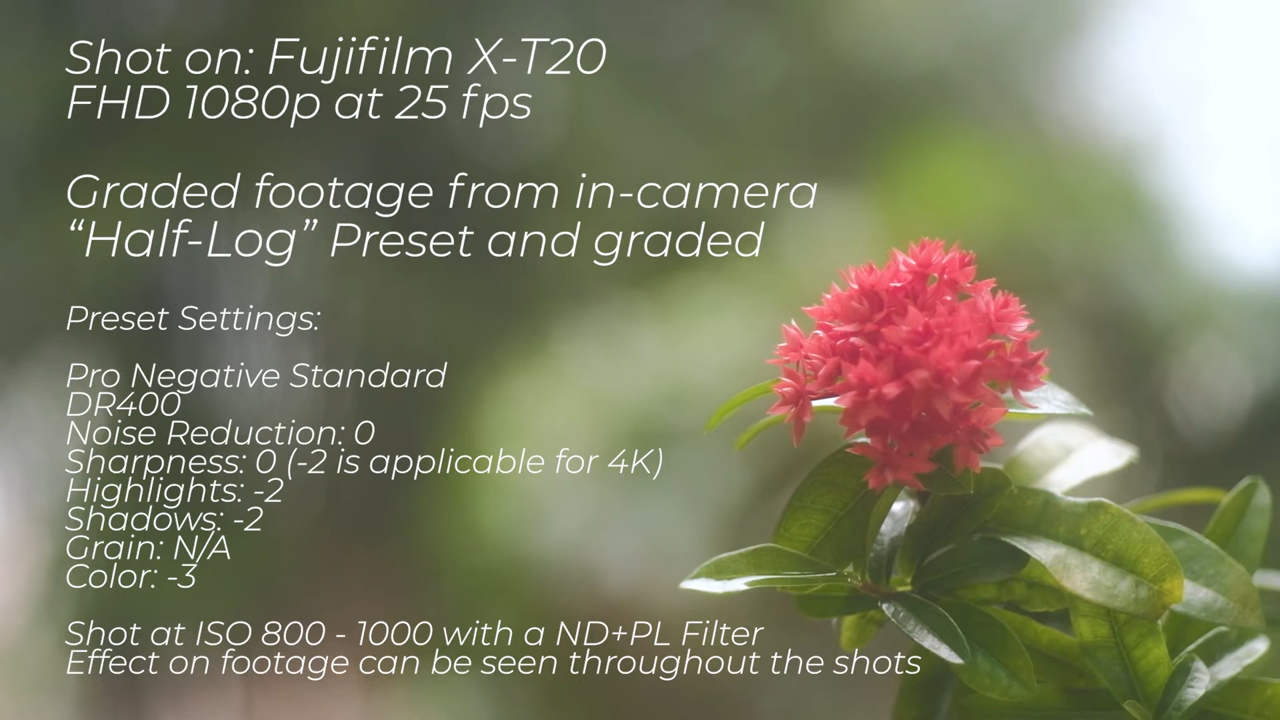 Shot on: Fujifilm X-T20
FHD 1080p at 25 fps
Graded footage from in-camera
“Half-Log” Preset and graded
Preset Settings:
Pro Negative Standard
DR400
Noise Reduction: 0
Sharpness: 0 (-2 is applicable for 4K)
Highlights: -2
Shadows: -2
Grain: N/A
Color: -3
Shot at ISO 800 - 1000 with a ND+PL Filter
Effect on footage can be seen throughout the shots